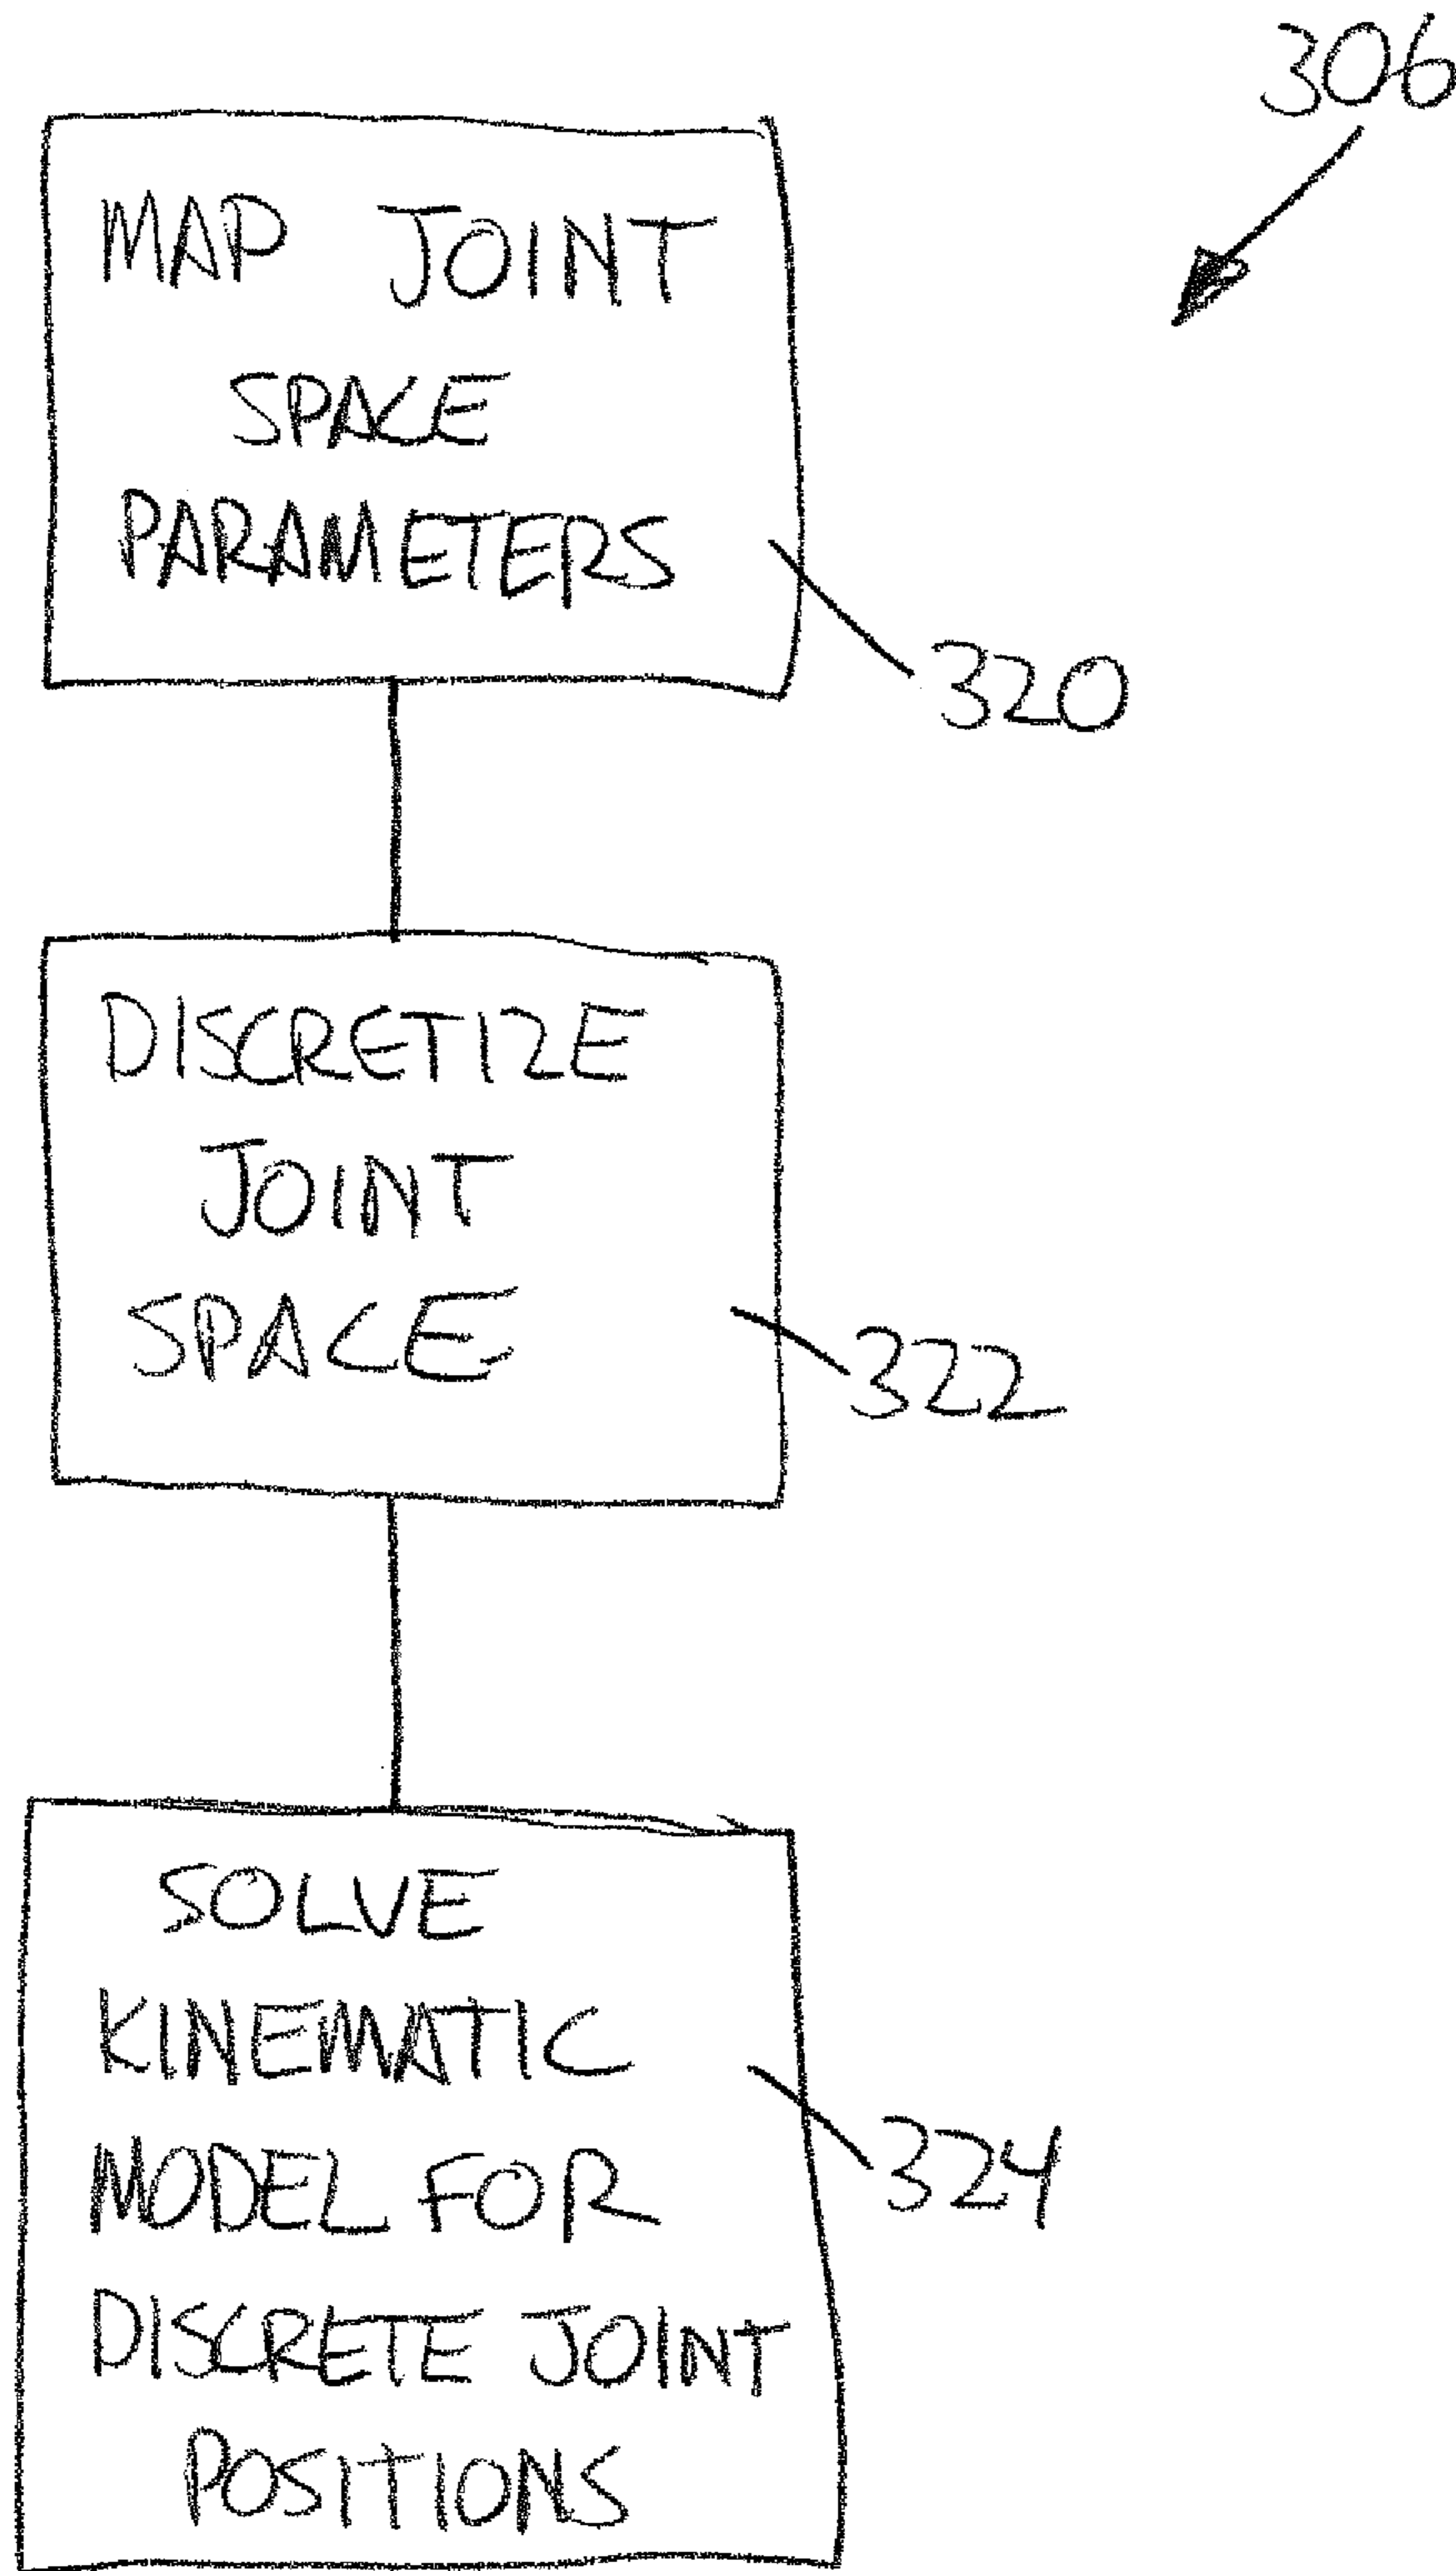 306
MAP JOINT
SPACE
PARAMETERS
320
DISCRETIZE
JOINT
SPACE
322
SOLVE
KINEMATIC
MODEL FOR
324
DISCRETE JOINT
POSITIONS